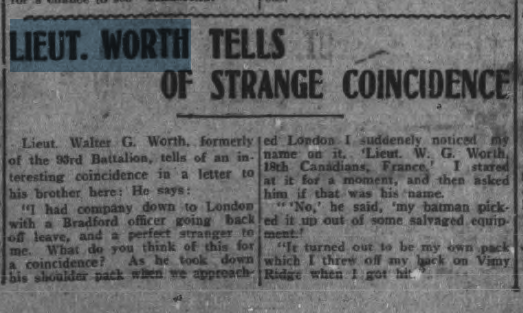 LIEUT. WORTH TELLS
OF STRANGE COINCIDENCE
Lieut. Walter G. Worth, formerly
of the 93rd Battalion, tells of an in-
teresting coincidence in a letter to
his brother here: He says:
"I had company down to London
with a Bradford officer going back
off leave, and a perfect stranger to
me. What do you think of this for
a coincidence? As he took down
his shoulder pack when we approach-
ed London I suddenely noticed my
name on it. 'Lieut. W. G. Worth,
18th Canadians, France.' I stared
at it for a moment, and then asked
him if that was his name.
"'No,' he said, 'my batman pick-
ed it up out of some salvaged equip-
ment.'
"It turned out to be my own pack
which I threw off my back on Vimy
Ridge when I got hit."